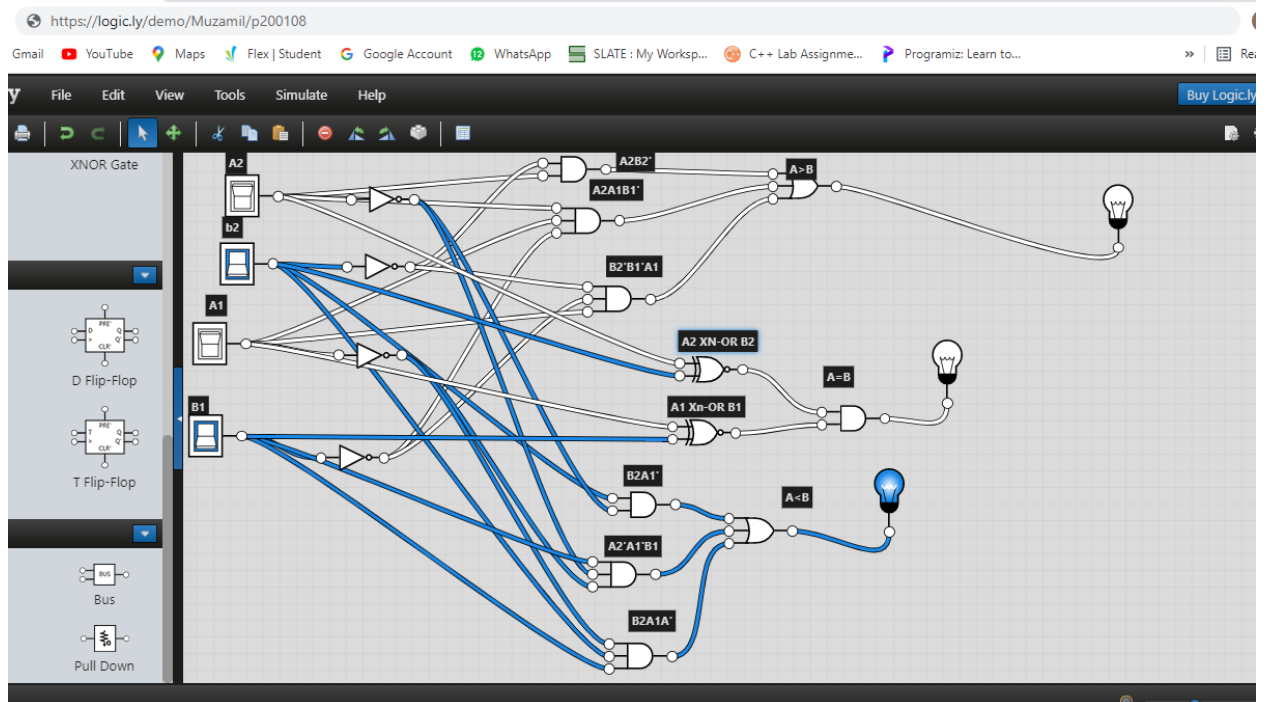 https://logic.ly/demo/Muzamil/p200108
Gmail YouTube Maps Flex | Student Google Account WhatsApp SLATE : My Worksp... C++ Lab Assignme... Programiz: Learn to... » Rea
y File Edit View Tools Simulate Help Buy Logic.ly
XNOR Gate
D Flip-Flop
T Flip-Flop
BUS
Bus
Pull Down
A2
A2B2'
A>B
A2A1B1'
b2
B2'B1'A1
A1
A2 XN-OR B2
A=B
B1
A1 Xn-OR B1
B2A1'
A<B
A2'A1'B1
B2A1A'